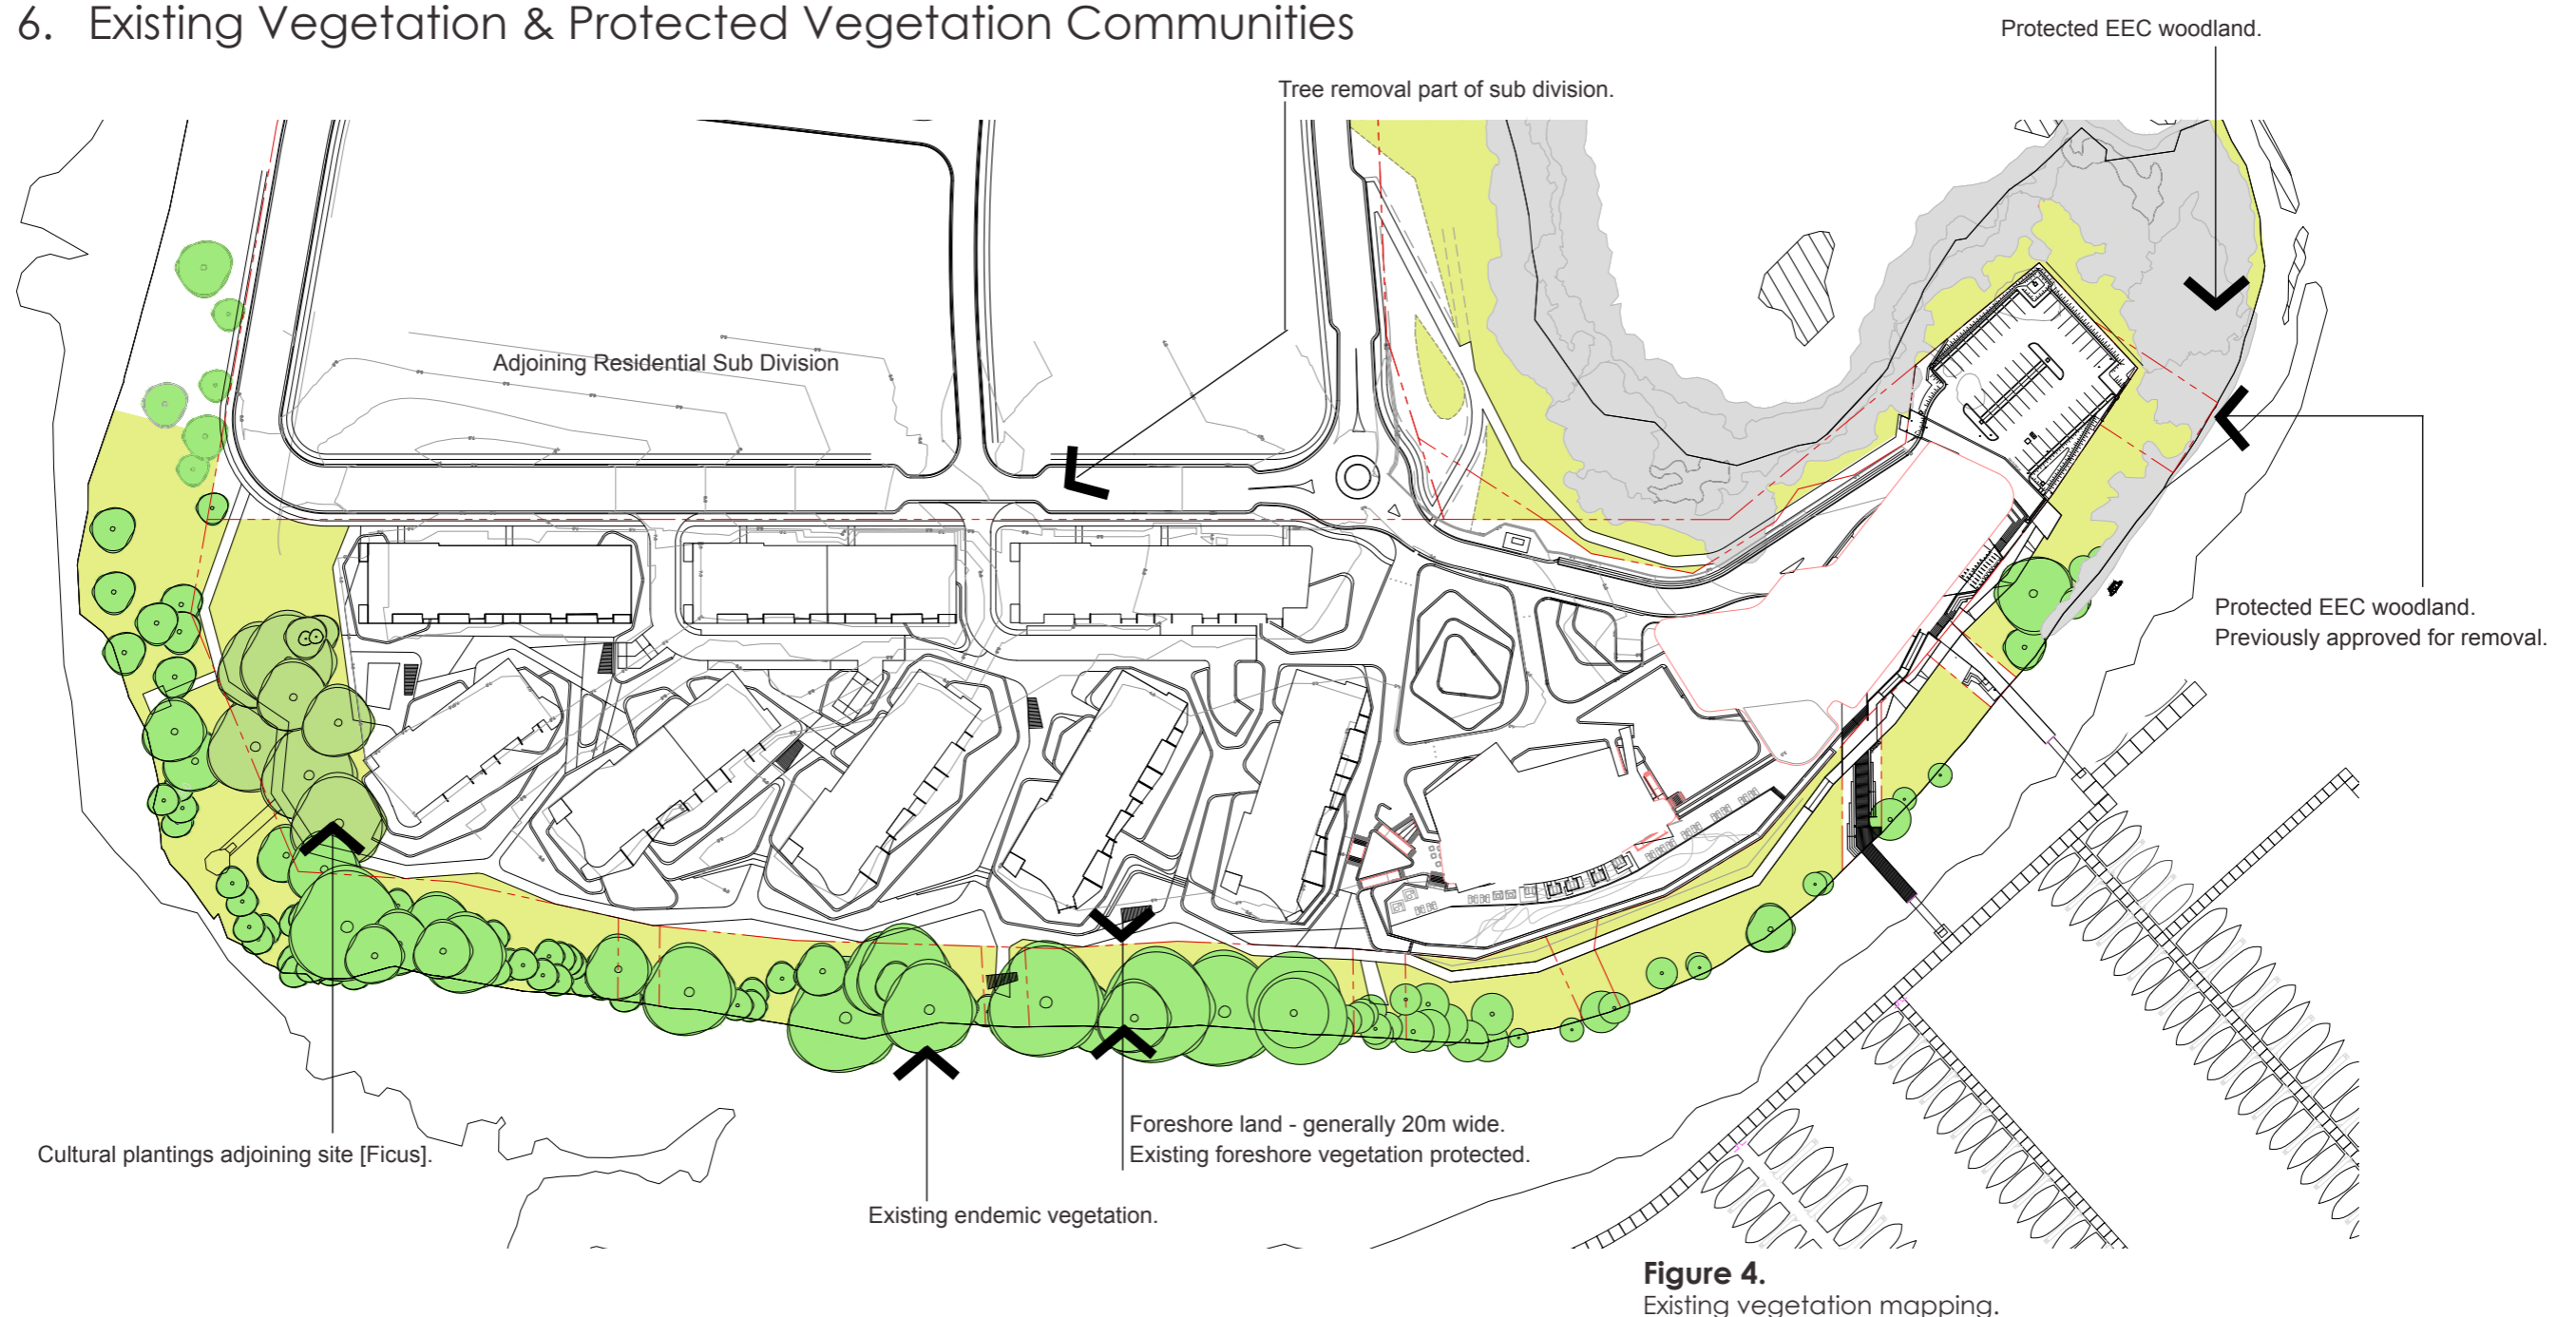 6. Existing Vegetation & Protected Vegetation Communities
Protected EEC woodland.
Tree removal part of sub division.
Adjoining Residential Sub Division
Protected EEC woodland.
Previously approved for removal.
Foreshore land - generally 20m wide.
Existing foreshore vegetation protected.
Cultural plantings adjoining site [Ficus].
Existing endemic vegetation.
Figure 4.
Existing vegetation mapping.